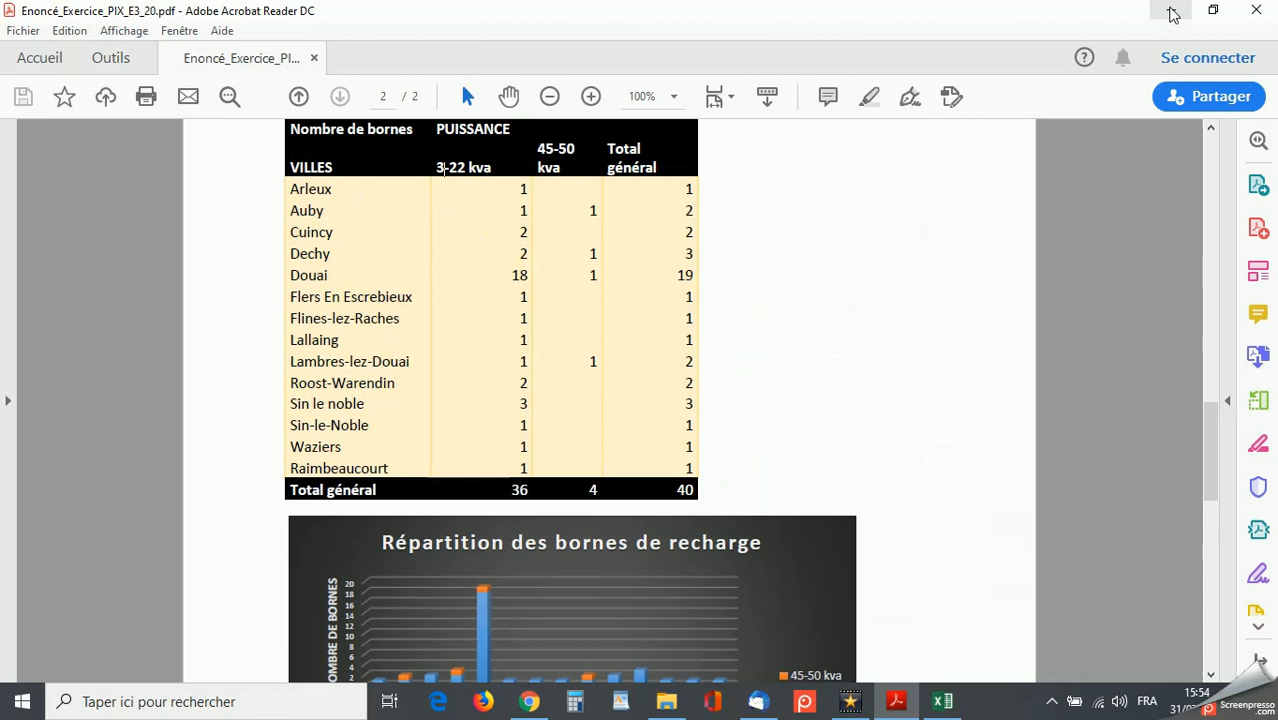 Enoncé_Exercice_PIX_E3_20.pdf - Adobe Acrobat Reader DC
Fichier Edition Affichage Fenêtre Aide
Accueil Outils Enoncé_Exercice_PI... × Se connecter
2 / 2 100% Partager
Nombre de bornes PUISSANCE
45-50 Total
VILLES 3-22 kva kva général
Arleux 1 1
Auby 1 1 2
Cuincy 2 2
Dechy 2 1 3
Douai 18 1 19
Flers En Escrebieux 1 1
Flines-lez-Raches 1 1
Lallaing 1 1
Lambres-lez-Douai 1 1 2
Roost-Warendin 2 2
Sin le noble 3 3
Sin-le-Noble 1 1
Waziers 1 1
Raimbeaucourt 1 1
Total général 36 4 40
Répartition des bornes de recharge
20
18
16
14
12
10
8
6
4
2
45-50 kva
Taper ici pour rechercher
FRA
15:54
Screenpresso
.com